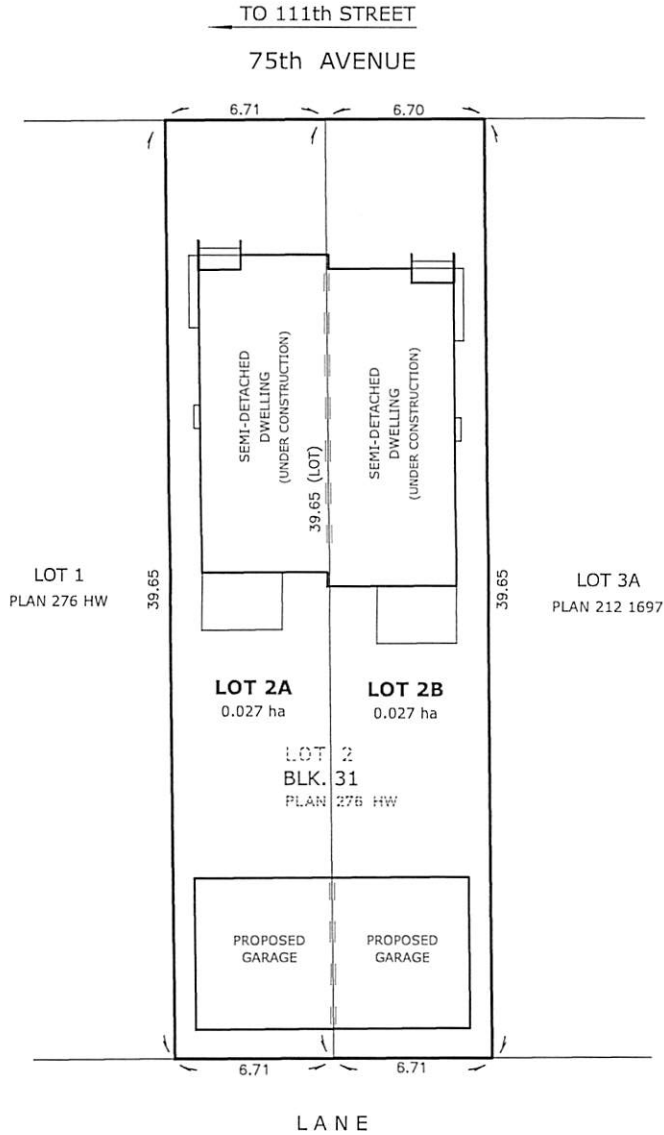 TO 111th STREET
75th AVENUE
6.71
6.70
SEMI-DETACHED
DWELLING
(UNDER CONSTRUCTION)
39.65 (LOT)
SEMI-DETACHED
DWELLING
(UNDER CONSTRUCTION)
LOT 1
PLAN 276 HW
39.65
39.65
LOT 3A
PLAN 212 1697
LOT 2A
0.027 ha
LOT 2B
0.027 ha
LOT 2
BLK. 31
PLAN 276 HW
PROPOSED
GARAGE
PROPOSED
GARAGE
6.71
6.71
LANE